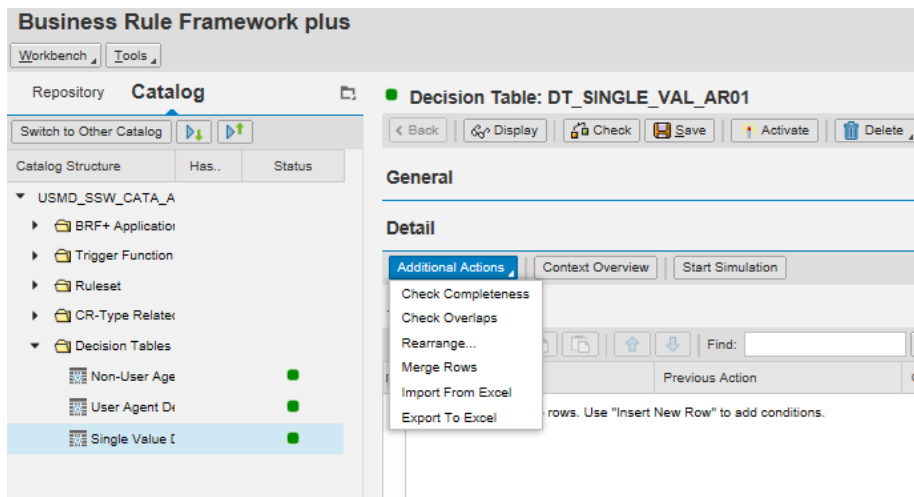 Business Rule Framework plus
Workbench Tools
Repository Catalog
Switch to Other Catalog
Catalog Structure Has.. Status
USMD_SSW_CATA_A
BRF+ Application
Trigger Function
Ruleset
CR-Type Related
Decision Tables
Non-User Age
User Agent De
Single Value D
Decision Table: DT_SINGLE_VAL_AR01
< Back Display Check Save Activate Delete
General
Detail
Additional Actions Context Overview Start Simulation
Check Completeness
Check Overlaps
Rearrange...
Merge Rows
Import From Excel
Export To Excel
Find:
Previous Action
rows. Use "Insert New Row" to add conditions.